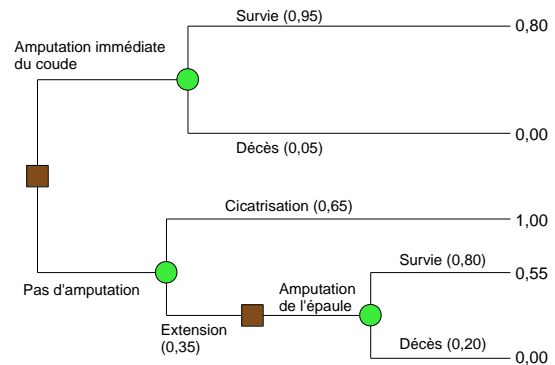 Survie (0,95)
0,80
Amputation immédiate
du coude
Décès (0,05)
0,00
Cicatrisation (0,65)
1,00
Pas d'amputation
Survie (0,80)
0,55
Amputation
de l'épaule
Extension
(0,35)
Décès (0,20)
0,00